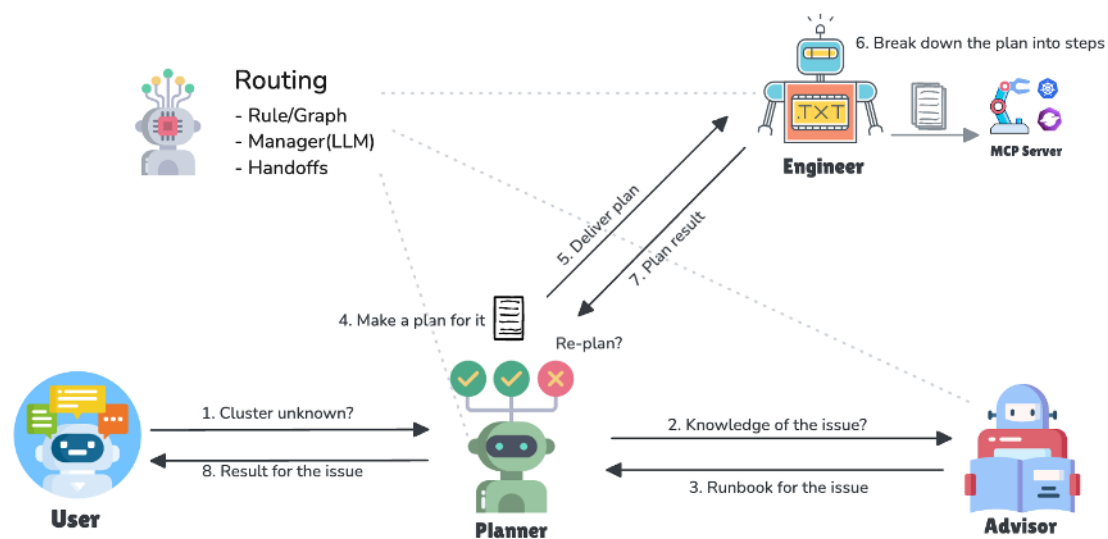 6. Break down the plan into steps
Routing
- Rule/Graph
- Manager(LLM)
- Handoffs
.TXT
MCP Server
Engineer
5. Deliver plan
7. Plan result
4. Make a plan for it
Re-plan?
1. Cluster unknown?
2. Knowledge of the issue?
8. Result for the issue
3. Runbook for the issue
User
Planner
Advisor